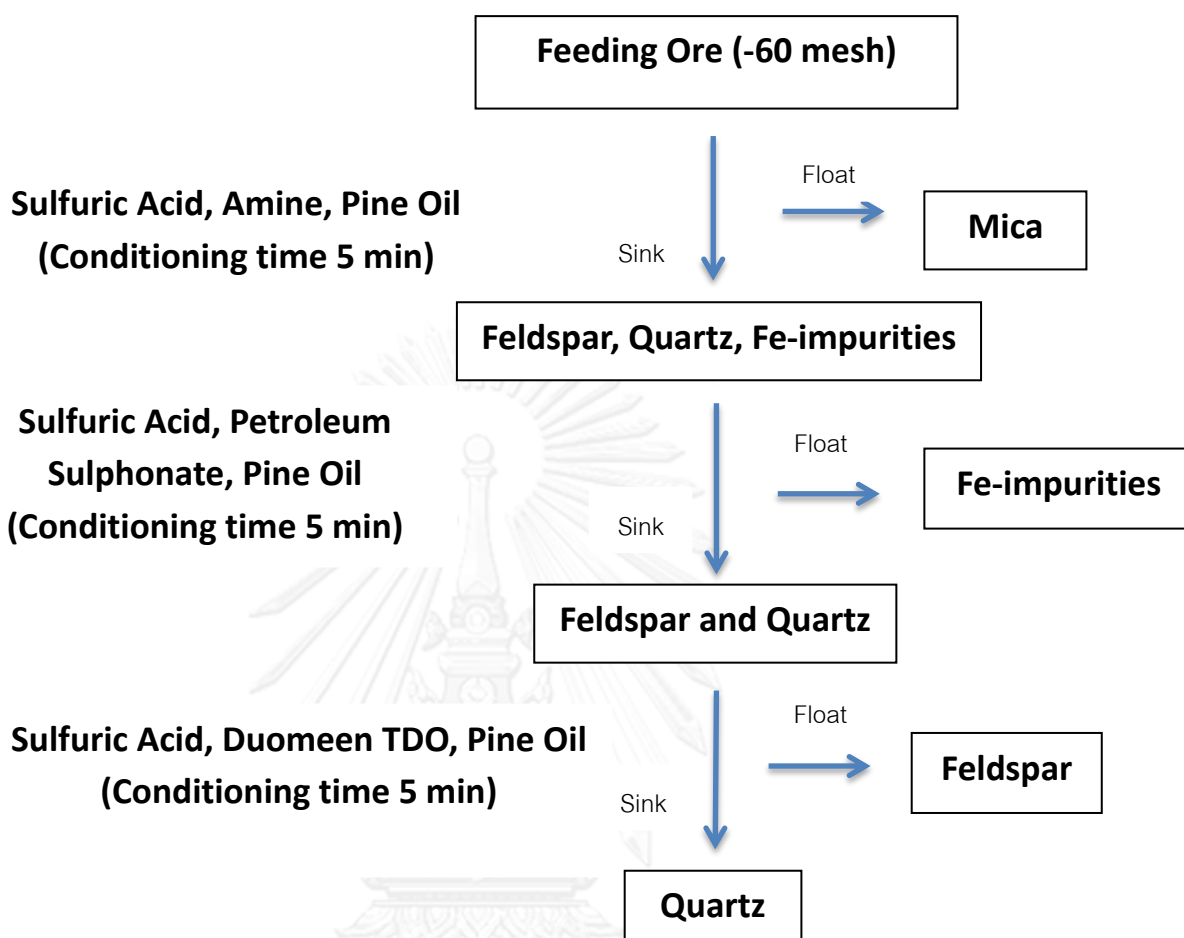 Feeding Ore (-60 mesh)
Float
Sulfuric Acid, Amine, Pine Oil
(Conditioning time 5 min)
Mica
Sink
Feldspar, Quartz, Fe-impurities
Sulfuric Acid, Petroleum
Sulphonate, Pine Oil
(Conditioning time 5 min)
Float
Fe-impurities
Sink
Feldspar and Quartz
Float
Sulfuric Acid, Duomeen TDO, Pine Oil
(Conditioning time 5 min)
Feldspar
Sink
Quartz